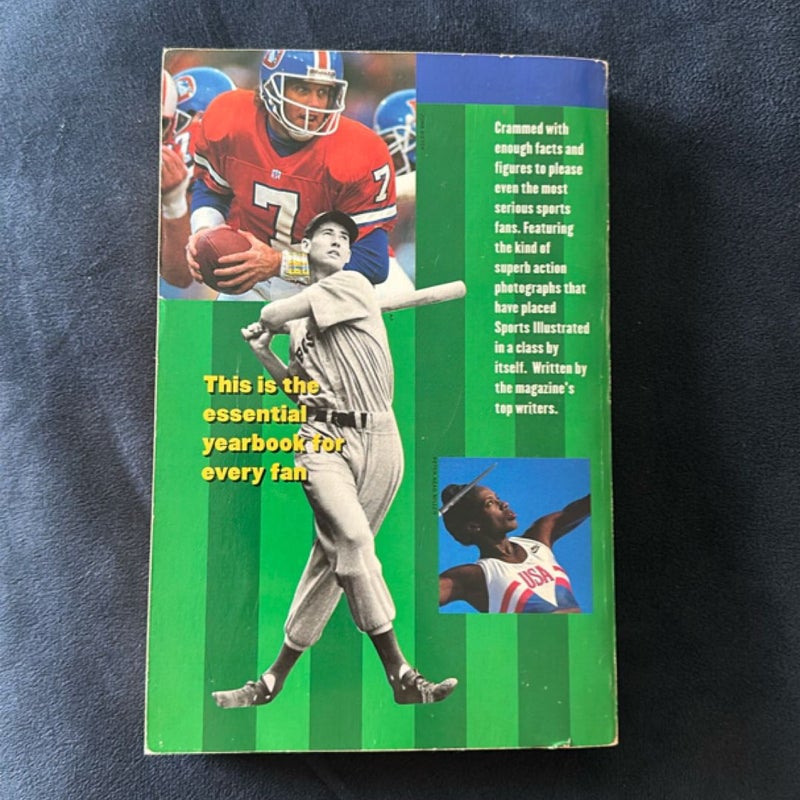 7
7
Crammed with
enough facts and
figures to please
even the most
serious sports
fans. Featuring
the kind of
superb action
photographs that
have placed
Sports Illustrated
in a class by
itself. Written by
the magazine's
top writers.
This is the
essential
yearbook for
every fan
USA